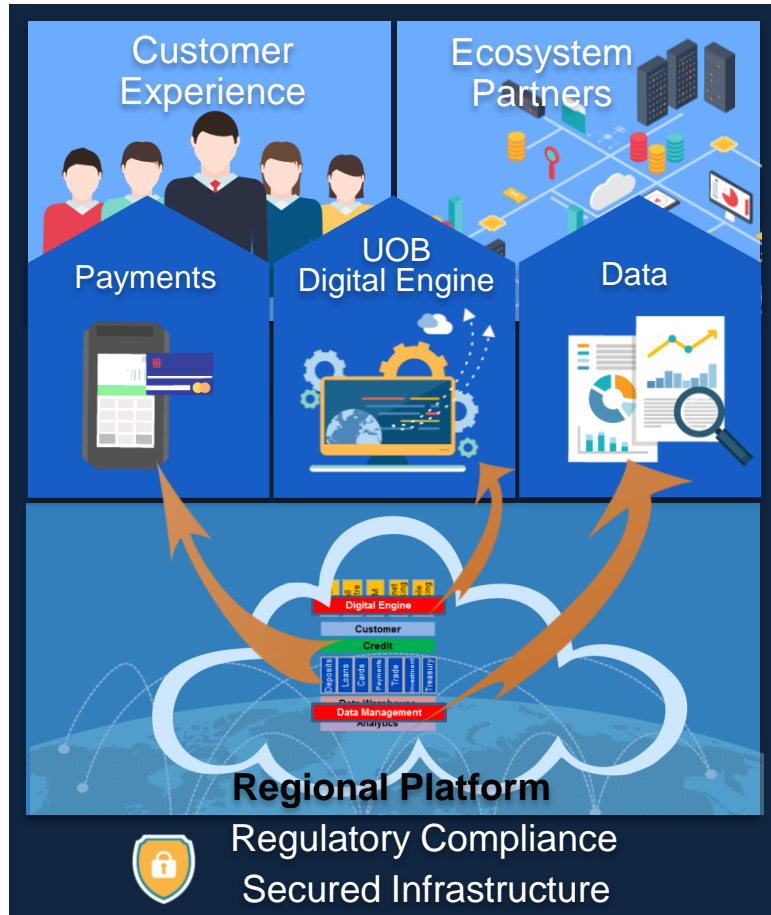 Customer
Experience
Ecosystem
Partners
Payments
UOB
Digital Engine
Data
Digital Engine
Customer
Credit
Deposits
Loans
Cards
Payments
Trade
Investment
Treasury
Data Warehouse
Data Management
Analytics
Regional Platform
Regulatory Compliance
Secured Infrastructure